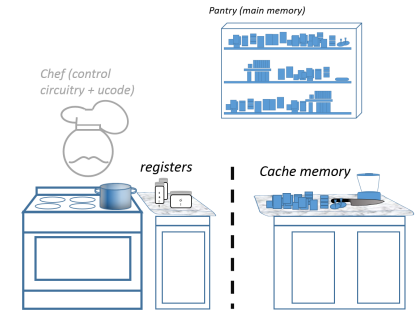 Pantry (main memory)
Chef (control
circuitry + ucode)
registers
Cache memory